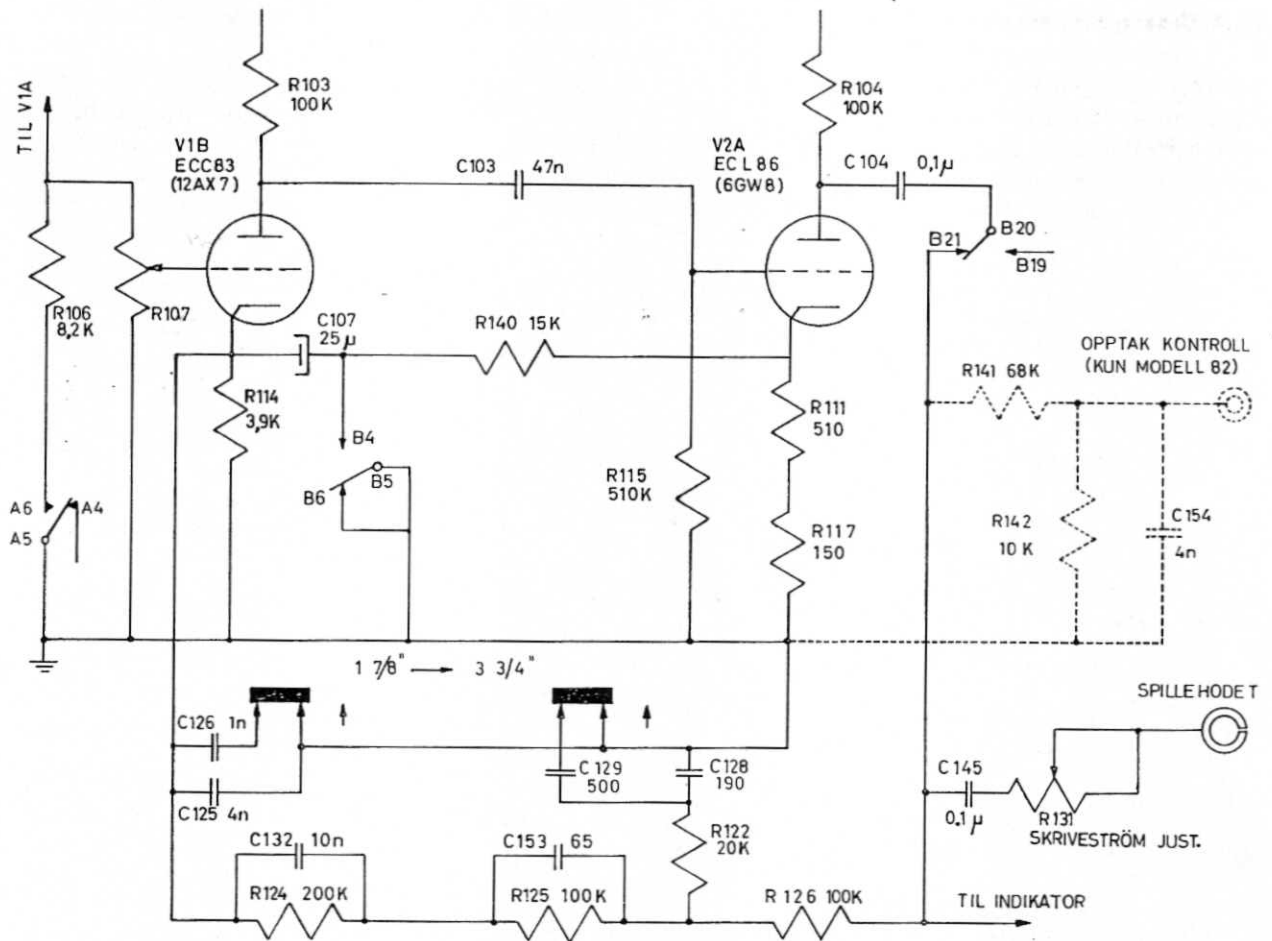 TIL V1A
R103
100K
V1B
ECC83
(12AX7)
C103 47n
R104
100K
V2A
ECL86
(6GW8)
C104 0,1µ
B20
B21
B19
R106
8,2K
R107
C107
25µ
R140 15K
R114
3,9K
B4
B5
B6
R111
510
R115
510K
R117
150
A6
A4
A5
R141 68K
OPPTAK KONTROLL
(KUN MODELL 82)
R142
10K
C154
4n
1 7/8" 3 3/4"
C126 1n
C125 4n
C129
500
C128
190
SPILLEHODET
C145
0.1µ
R131
SKRIVESTRÖM JUST.
C132 10n
R124 200K
C153 65
R125 100K
R122
20K
R126 100K
TIL INDIKATOR